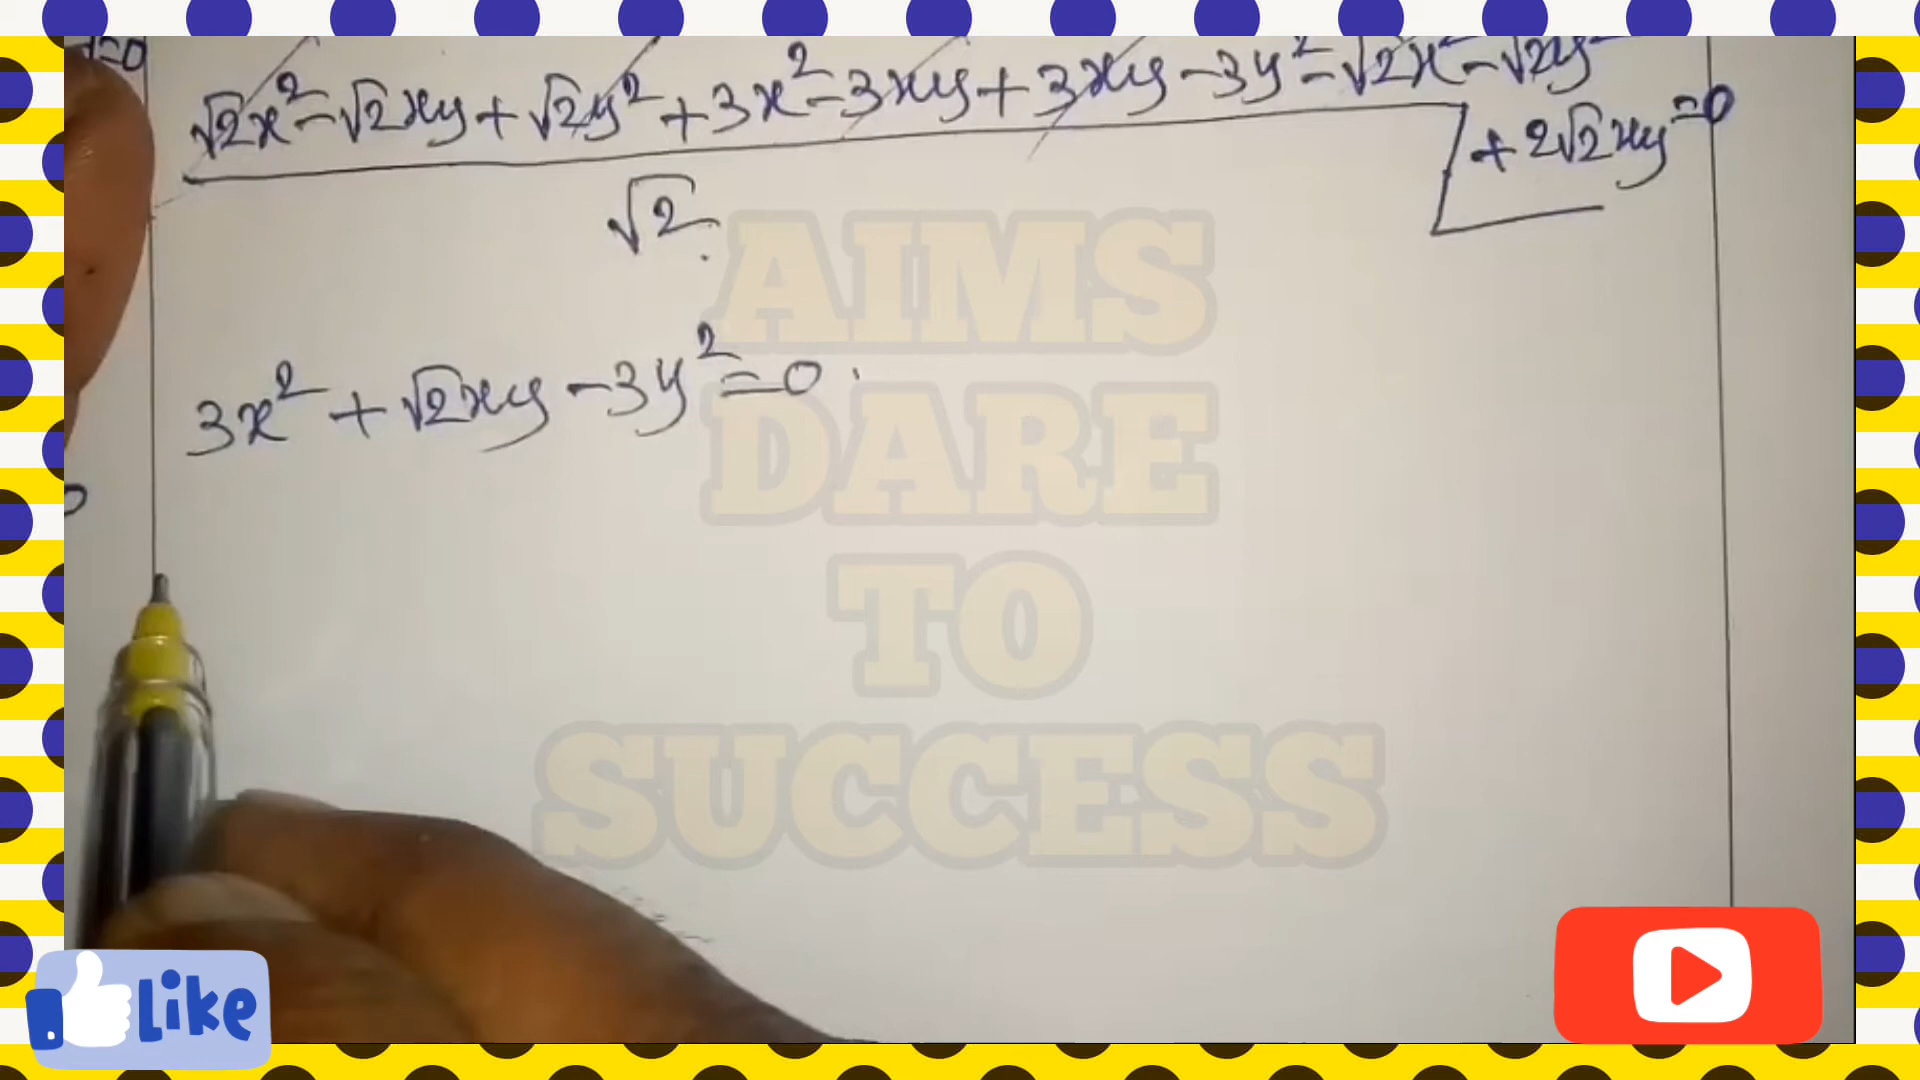 =0
√2x² - √2xy + √2y² + 3x² - 3xy + 3xy - 3y² - √2x² - √2y²
+ 2√2xy = 0
√2
3x² + √2xy - 3y² = 0.
AIMS
DARE
TO
SUCCESS
Like